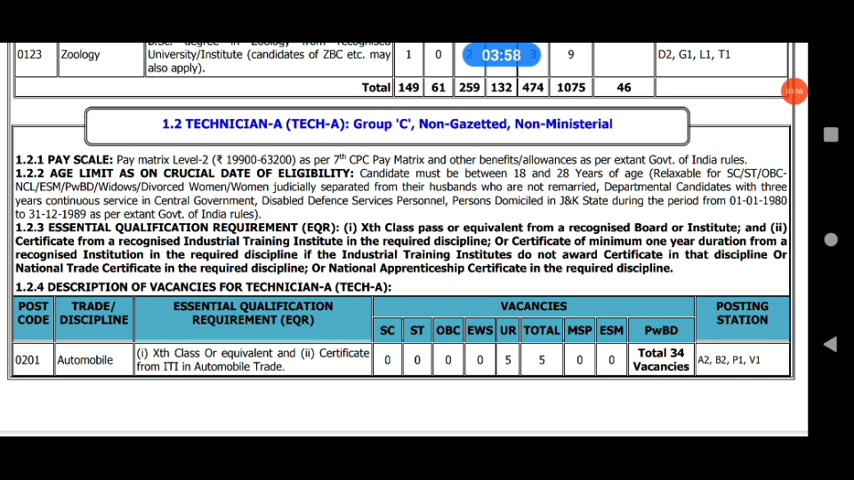 B.Sc. degree in Zoology from recognised
0123 Zoology University/Institute (candidates of ZBC etc. may 1 0 2 3 9 D2, G1, L1, T1
also apply).
03:58
03:58
Total 149 61 259 132 474 1075 46
1.2 TECHNICIAN-A (TECH-A): Group 'C', Non-Gazetted, Non-Ministerial
1.2.1 PAY SCALE: Pay matrix Level-2 (₹ 19900-63200) as per 7th CPC Pay Matrix and other benefits/allowances as per extant Govt. of India rules.
1.2.2 AGE LIMIT AS ON CRUCIAL DATE OF ELIGIBILITY: Candidate must be between 18 and 28 Years of age (Relaxable for SC/ST/OBC-
NCL/ESM/PwBD/Widows/Divorced Women/Women judicially separated from their husbands who are not remarried, Departmental Candidates with three
years continuous service in Central Government, Disabled Defence Services Personnel, Persons Domiciled in J&K State during the period from 01-01-1980
to 31-12-1989 as per extant Govt. of India rules).
1.2.3 ESSENTIAL QUALIFICATION REQUIREMENT (EQR): (i) Xth Class pass or equivalent from a recognised Board or Institute; and (ii)
Certificate from a recognised Industrial Training Institute in the required discipline; Or Certificate of minimum one year duration from a
recognised Institution in the required discipline if the Industrial Training Institutes do not award Certificate in that discipline Or
National Trade Certificate in the required discipline; Or National Apprenticeship Certificate in the required discipline.
1.2.4 DESCRIPTION OF VACANCIES FOR TECHNICIAN-A (TECH-A):
POST TRADE/ ESSENTIAL QUALIFICATION VACANCIES POSTING
CODE DISCIPLINE REQUIREMENT (EQR) STATION
SC ST OBC EWS UR TOTAL MSP ESM PwBD
0201 Automobile (i) Xth Class Or equivalent and (ii) Certificate 0 0 0 0 5 5 0 0 Total 34 A2, B2, P1, V1
from ITI in Automobile Trade. Vacancies